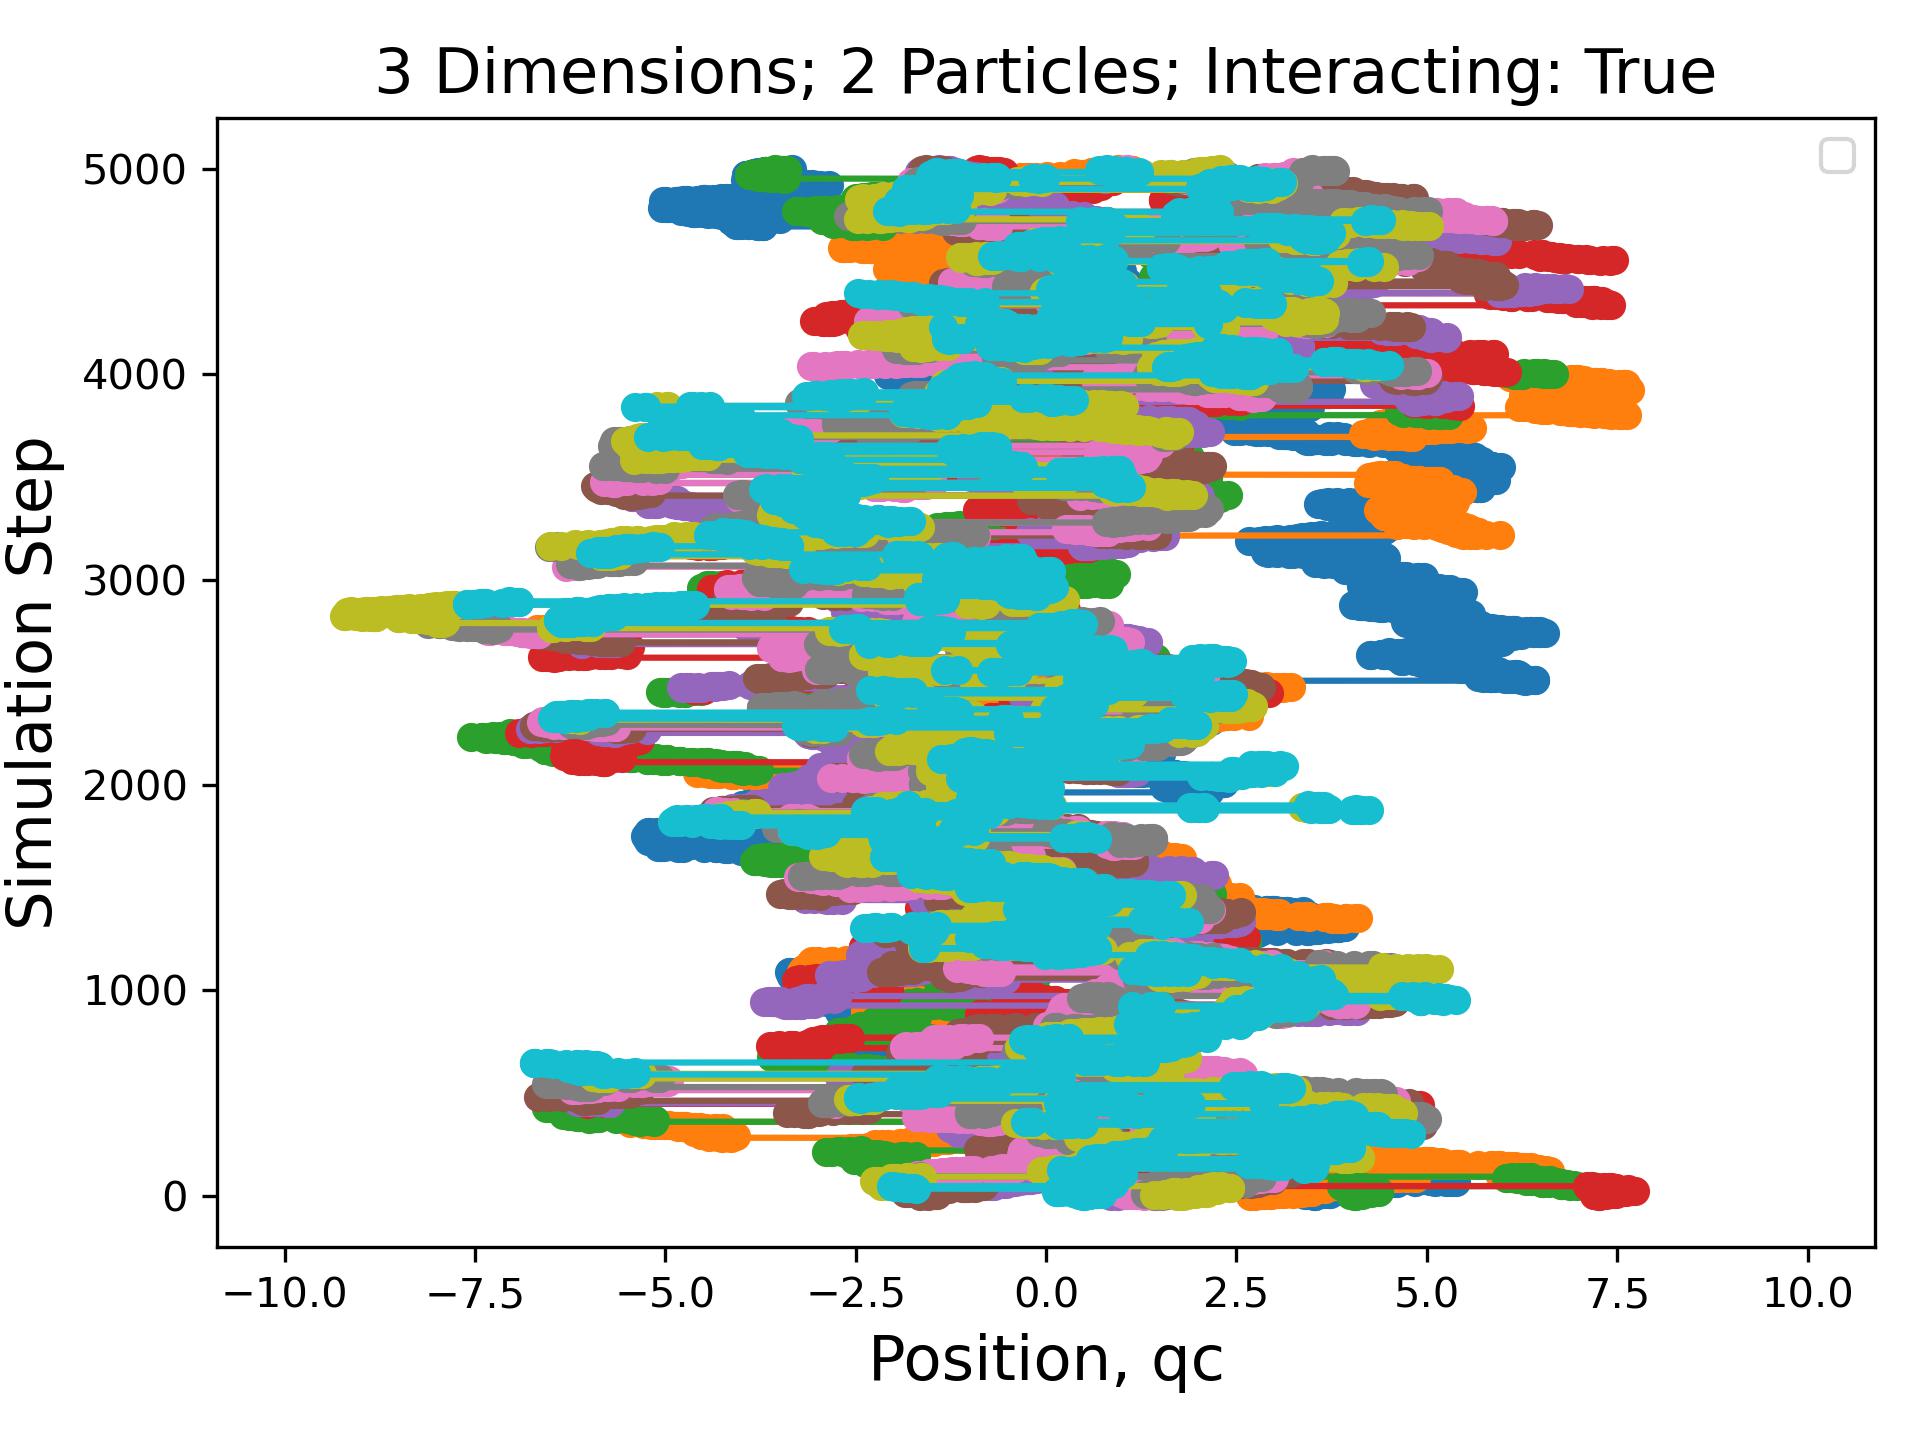 3 Dimensions; 2 Particles; Interacting: True
Simulation Step
5000
4000
3000
2000
1000
0
−10.0 −7.5 −5.0 −2.5 0.0 2.5 5.0 7.5 10.0
Position, qc